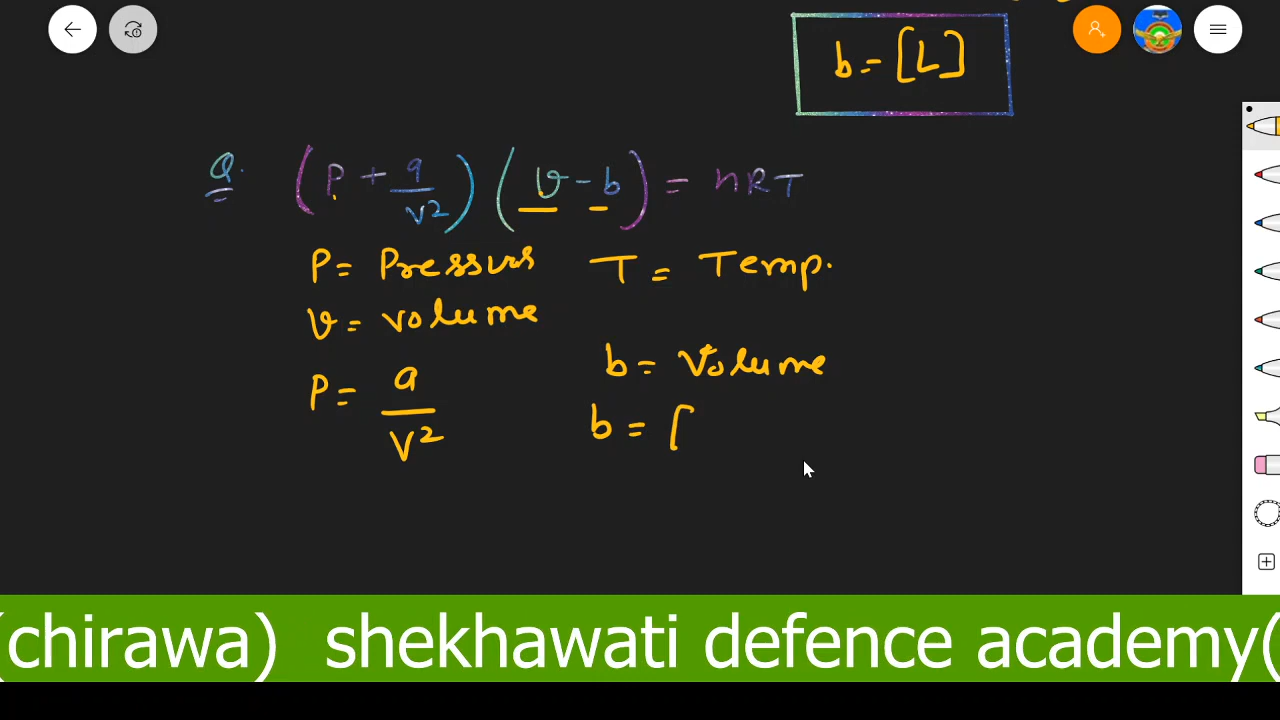 b = [L]
Q. (P + a/v²) (v - b) = nRT
P = Pressure T = Temp.
v = volume
b = Volume
P = a/v²
b = [
(chirawa) shekhawati defence academy(